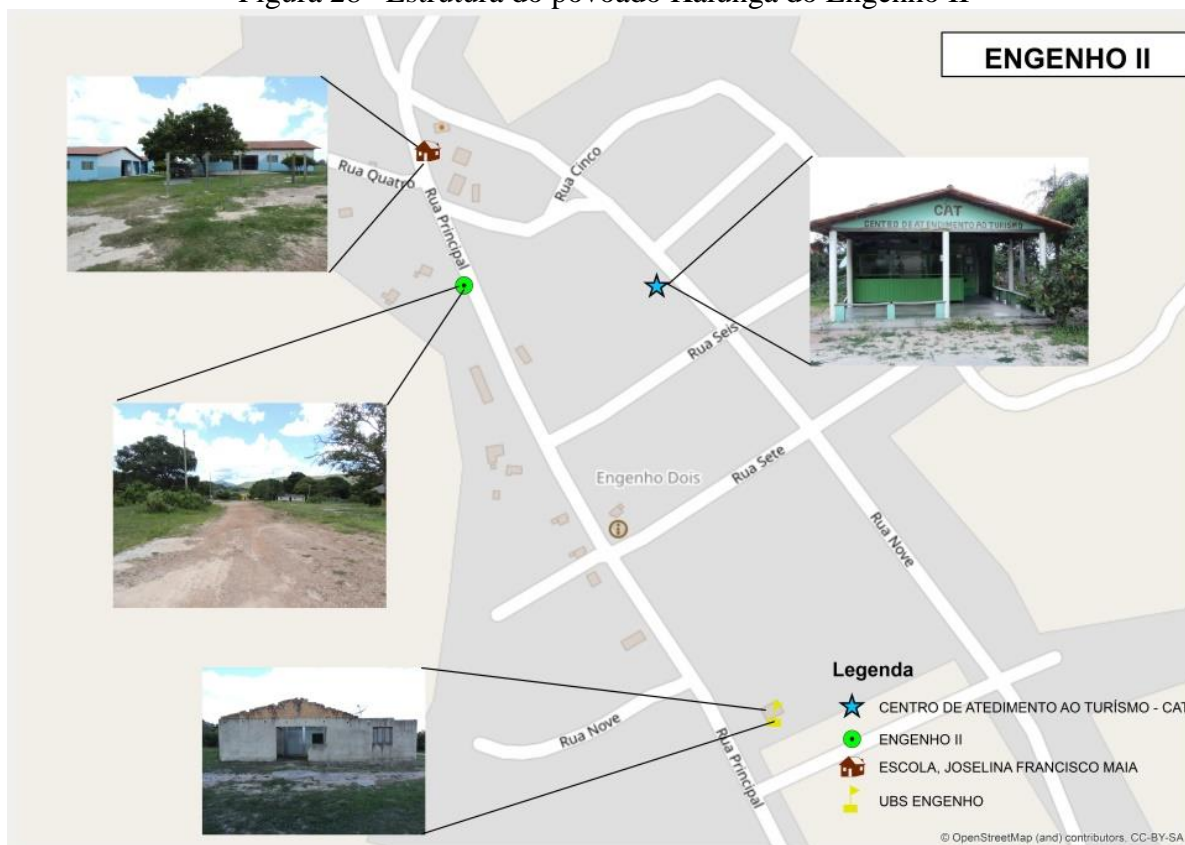 Figura 28 - Estrutura do povoado Kalunga do Engenho II
ENGENHO II
Rua Quatro
Rua Cinco
Rua Principal
CAT
CENTRO DE ATENDIMENTO AO TURISMO
Rua Seis
Engenho Dois
Rua Sete
Rua Nove
Rua Nove
Rua Principal
Legenda
CENTRO DE ATEDIMENTO AO TURÍSMO - CAT
ENGENHO II
ESCOLA, JOSELINA FRANCISCO MAIA
UBS ENGENHO
© OpenStreetMap (and) contributors, CC-BY-SA